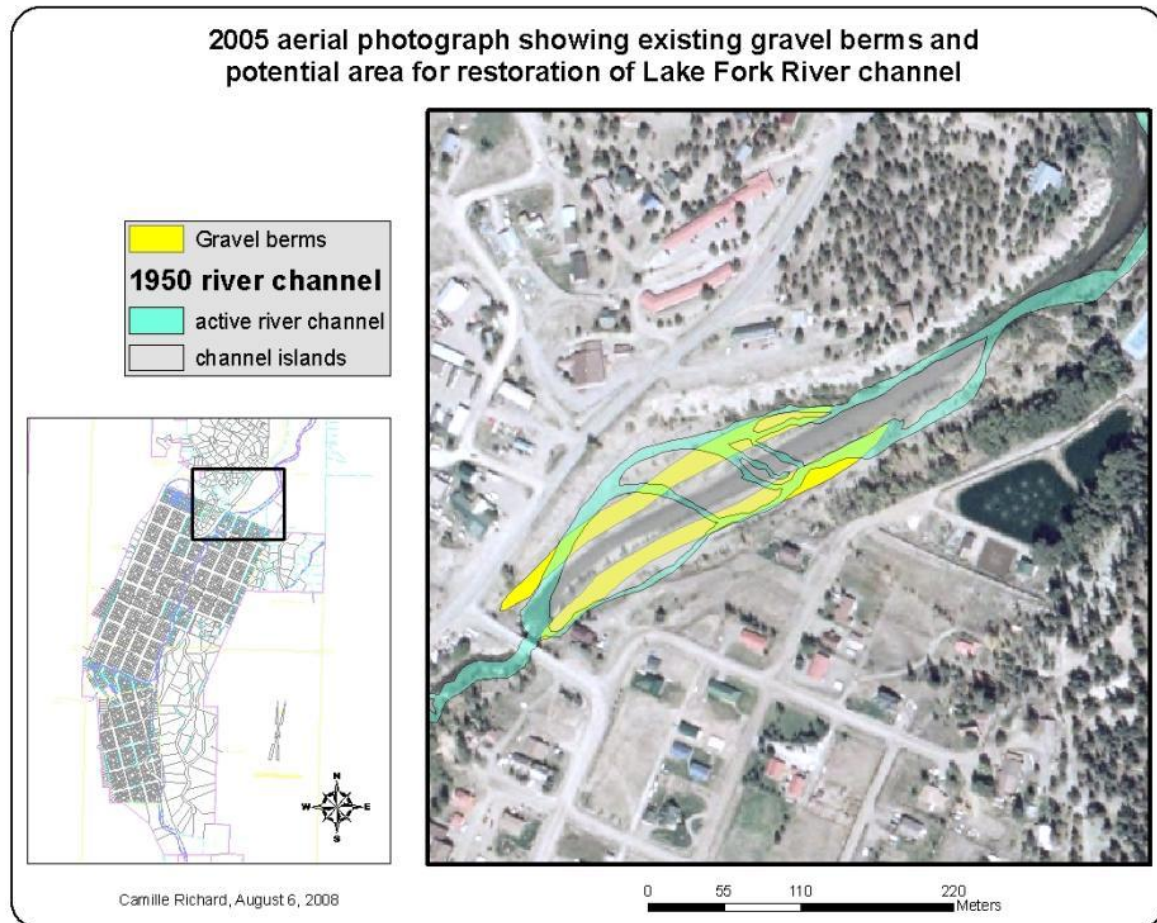 2005 aerial photograph showing existing gravel berms and
potential area for restoration of Lake Fork River channel
Gravel berms
1950 river channel
active river channel
channel islands
N
W E
S
Camille Richard, August 6, 2008
0 55 110 220
Meters